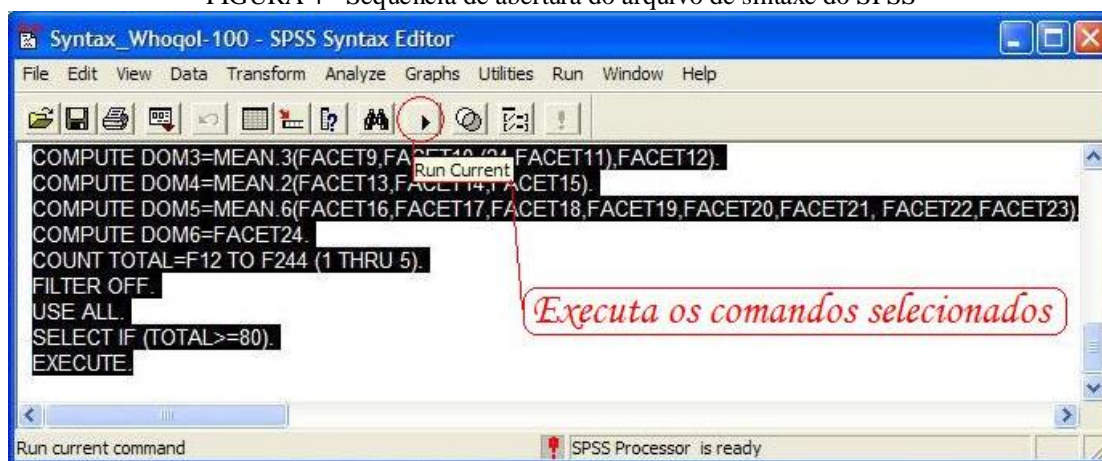 FIGURA 4 - Sequência de abertura do arquivo de sintaxe do SPSS
Syntax_Whoqol-100 - SPSS Syntax Editor
File Edit View Data Transform Analyze Graphs Utilities Run Window Help
COMPUTE DOM3=MEAN.3(FACET9, FACET11),FACET12).
Run Current
COMPUTE DOM4=MEAN.2(FACET13, FACET15).
COMPUTE DOM5=MEAN.6(FACET16,FACET17,FACET18,FACET19,FACET20,FACET21, FACET22,FACET23)
COMPUTE DOM6=FACET24.
COUNT TOTAL=F12 TO F244 (1 THRU 5).
FILTER OFF.
USE ALL.
SELECT IF (TOTAL>=80).
EXECUTE.
Executa os comandos selecionados
Run current command SPSS Processor is ready